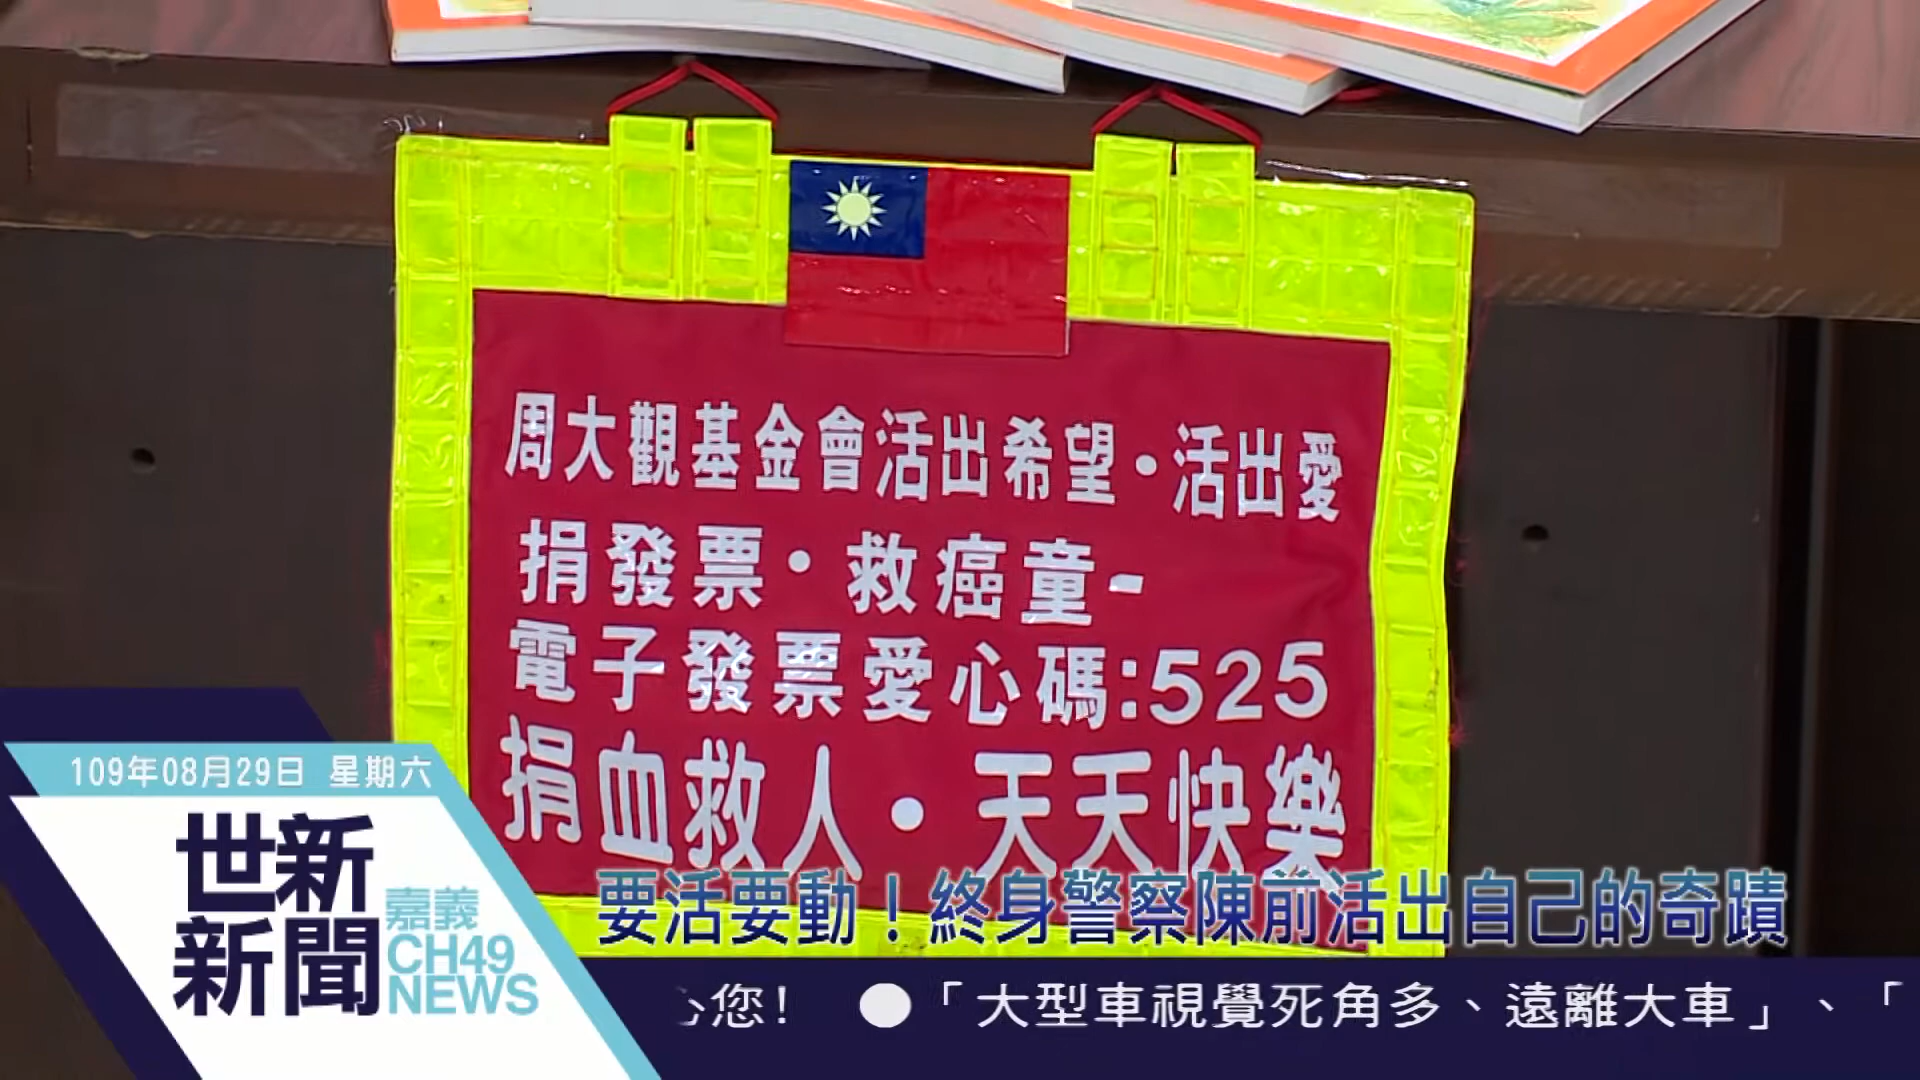 周大觀基金會活出希望・活出愛
捐發票・救癌童-
電子發票愛心碼:525
捐血救人・天天快樂
109年08月29日 星期六
世新
新聞
嘉義
CH49
NEWS
要活要動！終身警察陳前活出自己的奇蹟
心您！ ●「大型車視覺死角多、遠離大車」、「